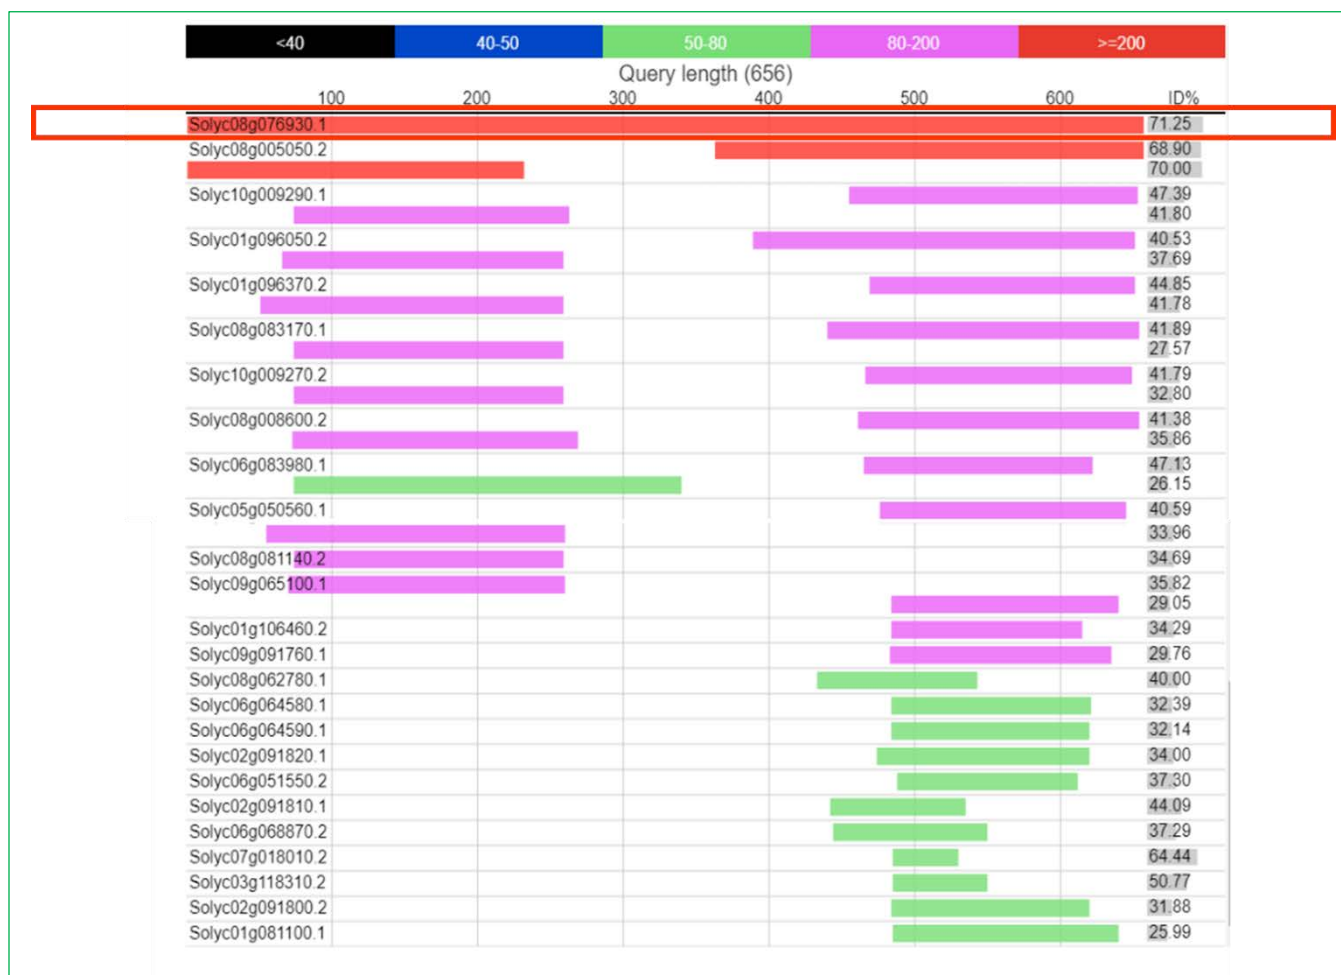 <40 40-50 50-80 80-200 >=200
Query length (656)
100 200 300 400 500 600 ID%
Solyc08g076930.1 71.25
Solyc08g005050.2 68.90
70.00
Solyc10g009290.1 47.39
41.80
Solyc01g096050.2 40.53
37.69
Solyc01g096370.2 44.85
41.78
Solyc08g083170.1 41.89
27.57
Solyc10g009270.2 41.79
32.80
Solyc08g008600.2 41.38
35.86
Solyc06g083980.1 47.13
26.15
Solyc05g050560.1 40.59
33.96
Solyc08g081140.2 34.69
Solyc09g065100.1 35.82
29.05
Solyc01g106460.2 34.29
Solyc09g091760.1 29.76
Solyc08g062780.1 40.00
Solyc06g064580.1 32.39
Solyc06g064590.1 32.14
Solyc02g091820.1 34.00
Solyc06g051550.2 37.30
Solyc02g091810.1 44.09
Solyc06g068870.2 37.29
Solyc07g018010.2 64.44
Solyc03g118310.2 50.77
Solyc02g091800.2 31.88
Solyc01g081100.1 25.99